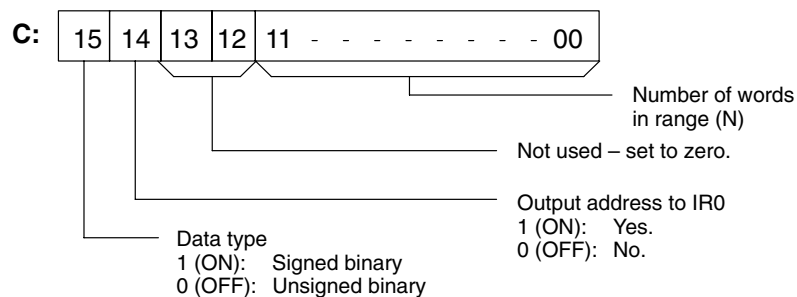 C: 15 14 13 12 11 - - - - - - - - 00
Number of words
in range (N)
Not used – set to zero.
Output address to IR0
1 (ON): Yes.
0 (OFF): No.
Data type
1 (ON): Signed binary
0 (OFF): Unsigned binary